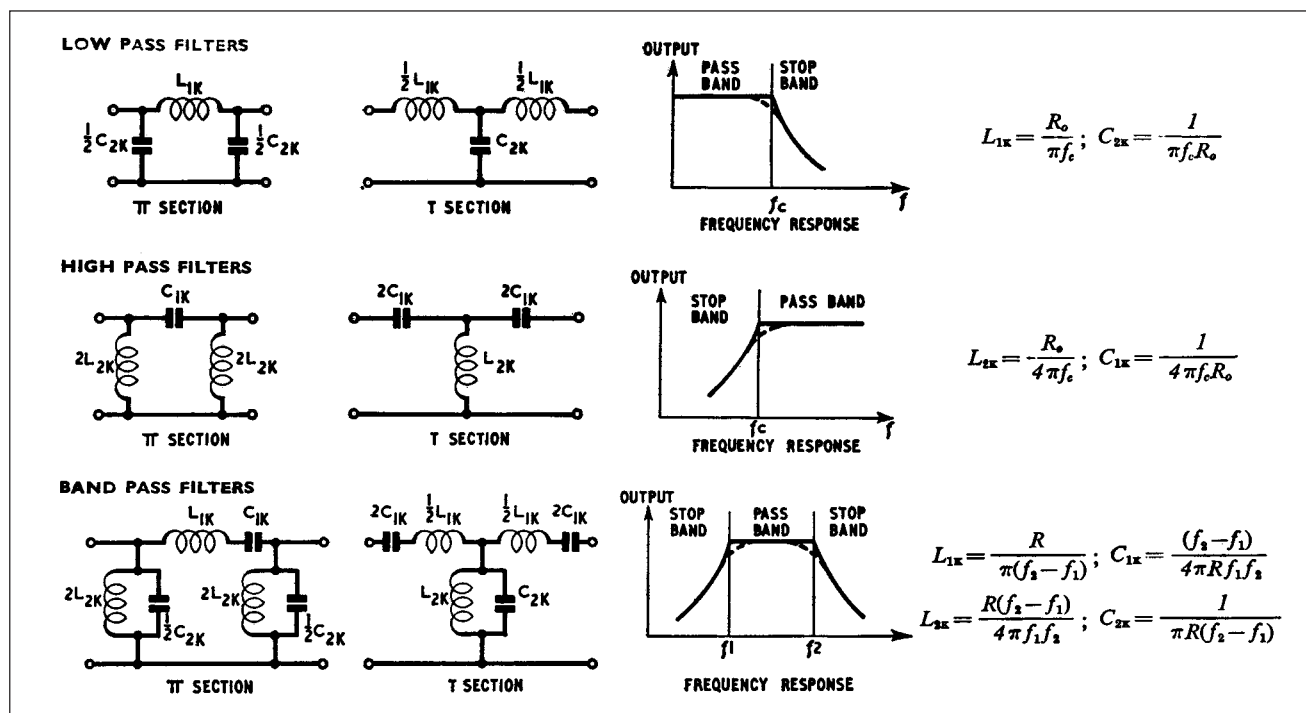 LOW PASS FILTERS
L1K
½C2K
½C2K
π SECTION
½L1K
½L1K
C2K
T SECTION
OUTPUT
PASS BAND
STOP BAND
fc
f
FREQUENCY RESPONSE
L1K = Ro/πfc ; C2K = 1/πfcRo
HIGH PASS FILTERS
C1K
2L2K
2L2K
π SECTION
2C1K
2C1K
L2K
T SECTION
OUTPUT
STOP BAND
PASS BAND
fc
f
FREQUENCY RESPONSE
L2K = Ro/4πfc ; C1K = 1/4πfcRo
BAND PASS FILTERS
L1K
C1K
2L2K
½C2K
2L2K
½C2K
π SECTION
2C1K
½L1K
½L1K
2C1K
L2K
C2K
T SECTION
OUTPUT
STOP BAND
PASS BAND
STOP BAND
f1
f2
f
FREQUENCY RESPONSE
L1K = R/π(f2−f1) ; C1K = (f2−f1)/4πRf1f2
L2K = R(f2−f1)/4πf1f2 ; C2K = 1/πR(f2−f1)